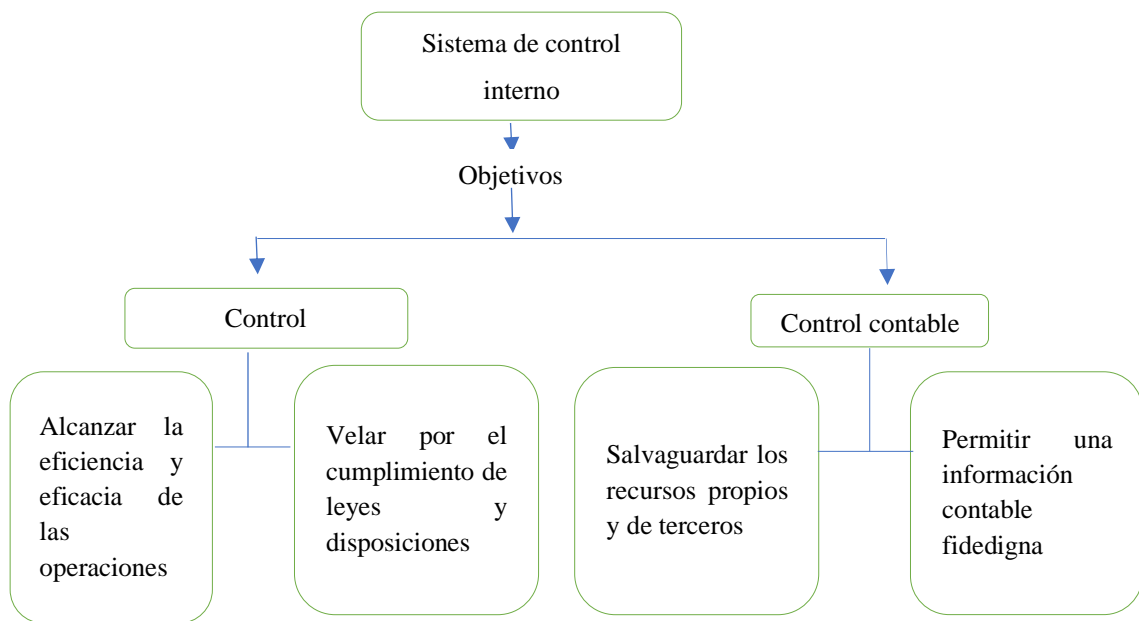 Sistema de control
interno
Objetivos
Control
Control contable
Alcanzar la
eficiencia y
eficacia de
las
operaciones
Velar por el
cumplimiento de
leyes y
disposiciones
Salvaguardar los
recursos propios
y de terceros
Permitir una
información
contable
fidedigna